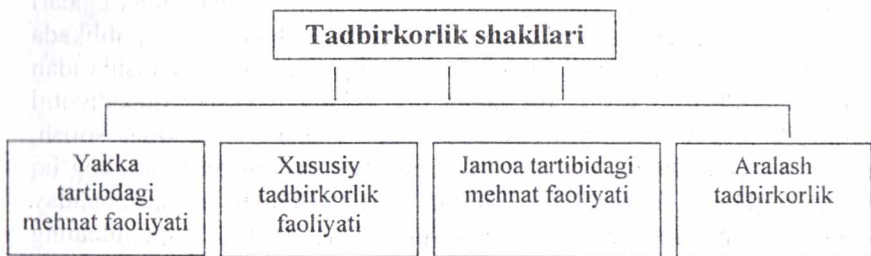 Tadbirkorlik shakllari
Yakka
tartibdagi
mehnat faoliyati
Xususiy
tadbirkorlik
faoliyati
Jamoa tartibidagi
mehnat faoliyati
Aralash
tadbirkorlik